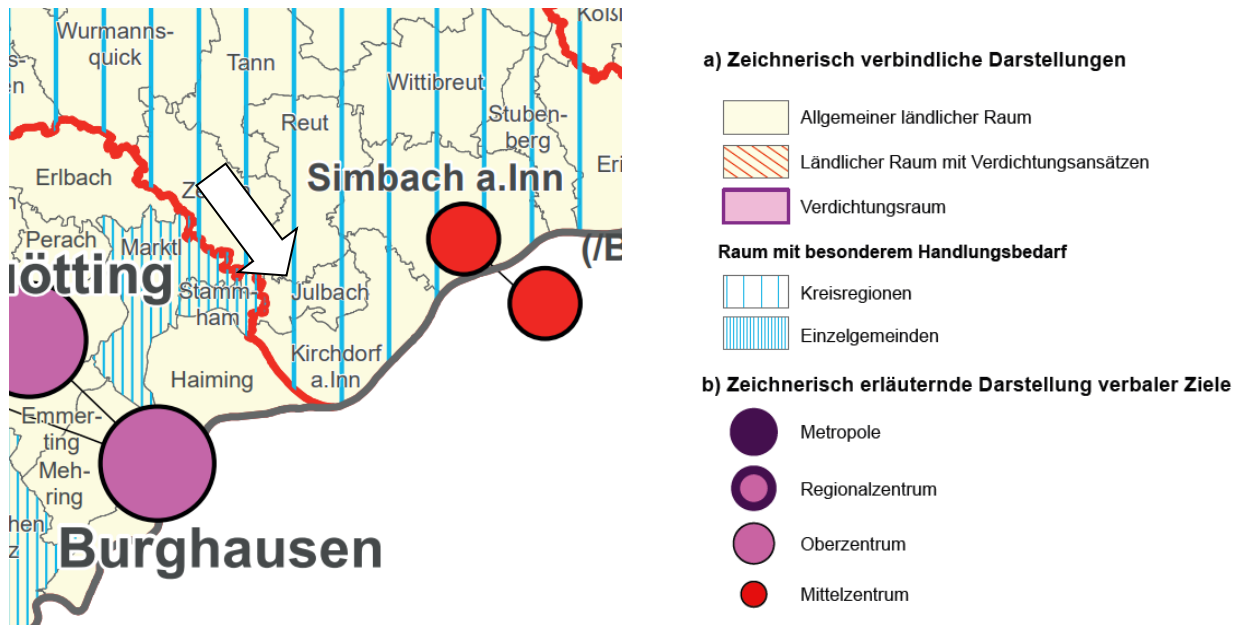 Wurmanns-
quick
Tann
Wittibreut
Reut
Stuben-
berg
Erlbach
Simbach a.Inn
Perach
Marktl
ötting
Stamm-
ham
Julbach
Kirchdorf
a.Inn
Haiming
Emmer-
ting
Meh-
ring
Burghausen
a) Zeichnerisch verbindliche Darstellungen
Allgemeiner ländlicher Raum
Ländlicher Raum mit Verdichtungsansätzen
Verdichtungsraum
Raum mit besonderem Handlungsbedarf
Kreisregionen
Einzelgemeinden
b) Zeichnerisch erläuternde Darstellung verbaler Ziele
Metropole
Regionalzentrum
Oberzentrum
Mittelzentrum